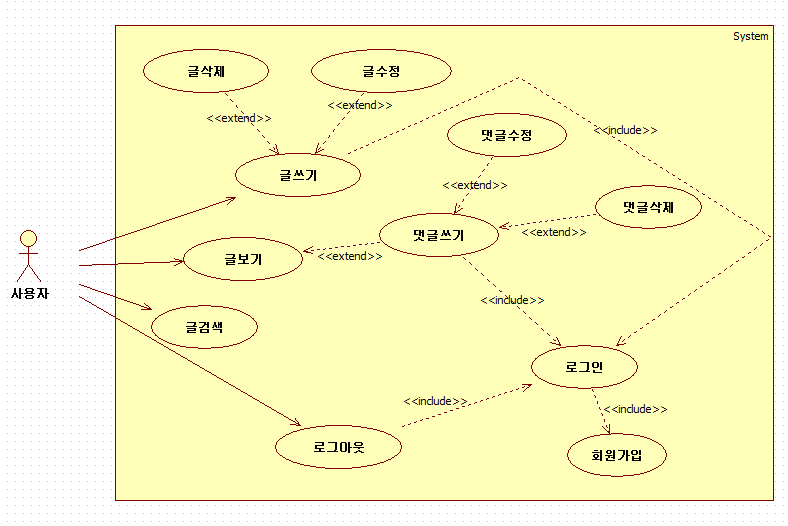 System
글삭제
글수정
<<extend>>
<<extend>>
댓글수정
<<include>>
글쓰기
<<extend>>
댓글삭제
댓글쓰기
<<extend>>
글보기
<<extend>>
사용자
<<include>>
글검색
로그인
<<include>>
<<include>>
로그아웃
회원가입